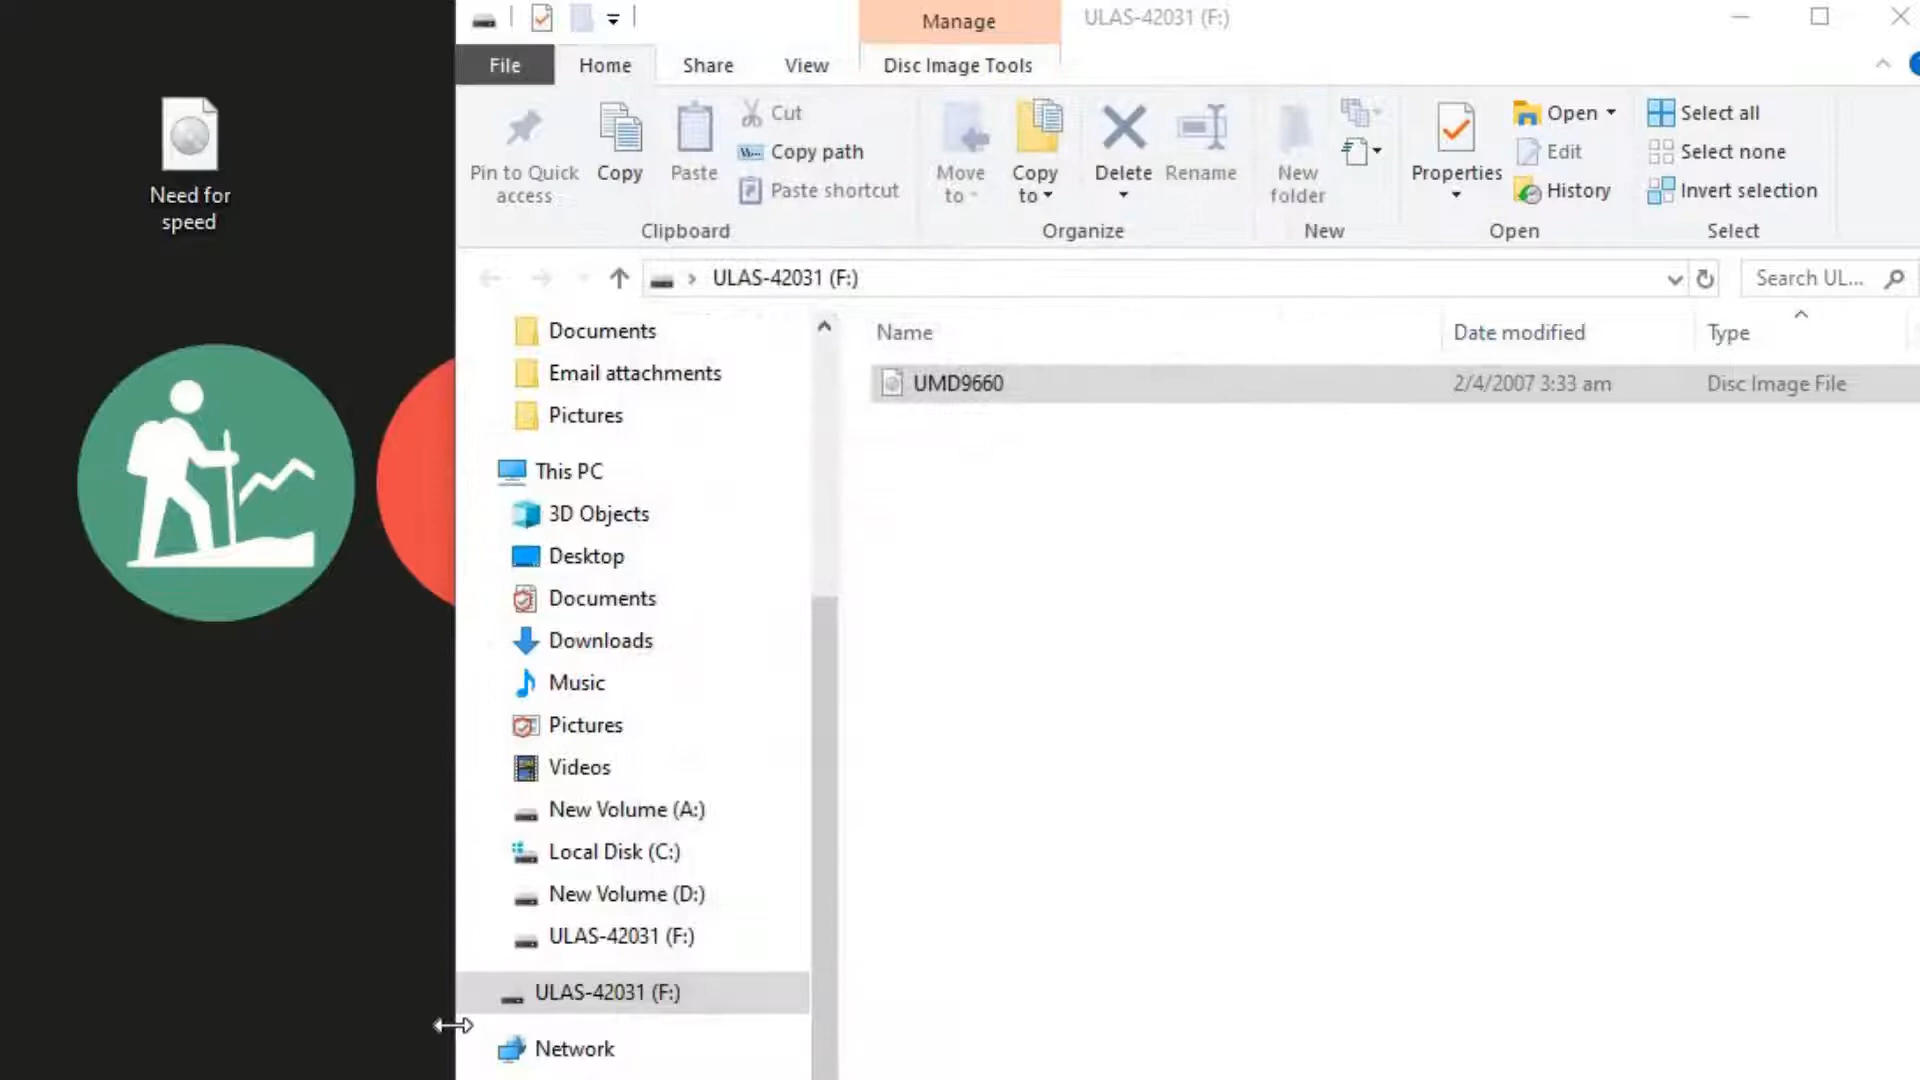 Manage
ULAS-42031 (F:)
File
Home
Share
View
Disc Image Tools
Need for
speed
Pin to Quick
access
Copy
Paste
Cut
Copy path
Paste shortcut
Clipboard
Move
to
Copy
to
Delete
Rename
Organize
New
folder
New
Properties
Open
Edit
History
Open
Select all
Select none
Invert selection
Select
ULAS-42031 (F:)
Search UL...
Documents
Email attachments
Pictures
This PC
3D Objects
Desktop
Documents
Downloads
Music
Pictures
Videos
New Volume (A:)
Local Disk (C:)
New Volume (D:)
ULAS-42031 (F:)
ULAS-42031 (F:)
Network
Name
Date modified
Type
UMD9660
2/4/2007 3:33 am
Disc Image File